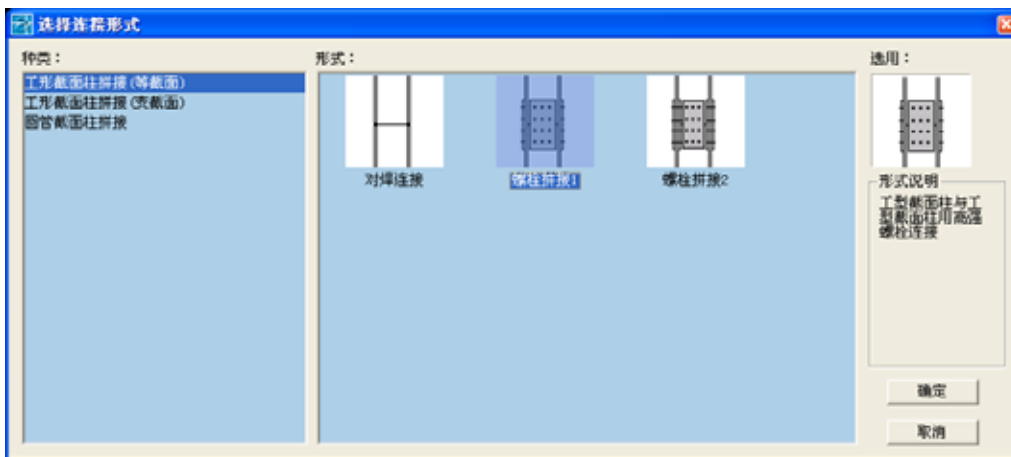 选择连接形式
种类：
形式：
选用：
工形截面柱拼接(等截面)
工形截面柱拼接(变截面)
圆管截面柱拼接
对焊连接
螺栓拼接1
螺栓拼接2
形式说明
工型截面柱与工
型截面柱用高强
螺栓连接
确定
取消